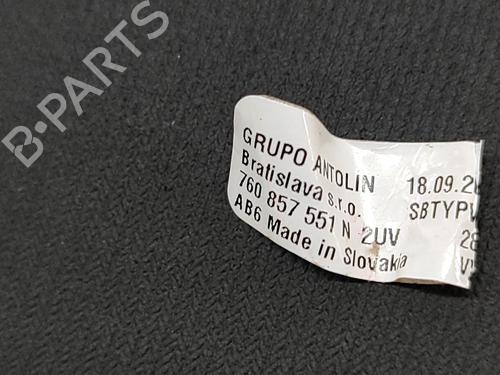 B-PARTS
GRUPO ANTOLIN 18.09.2
Bratislava s.r.o. SBTYPV
760 857 551 N 2UV 28
AB6 Made in Slovakia V